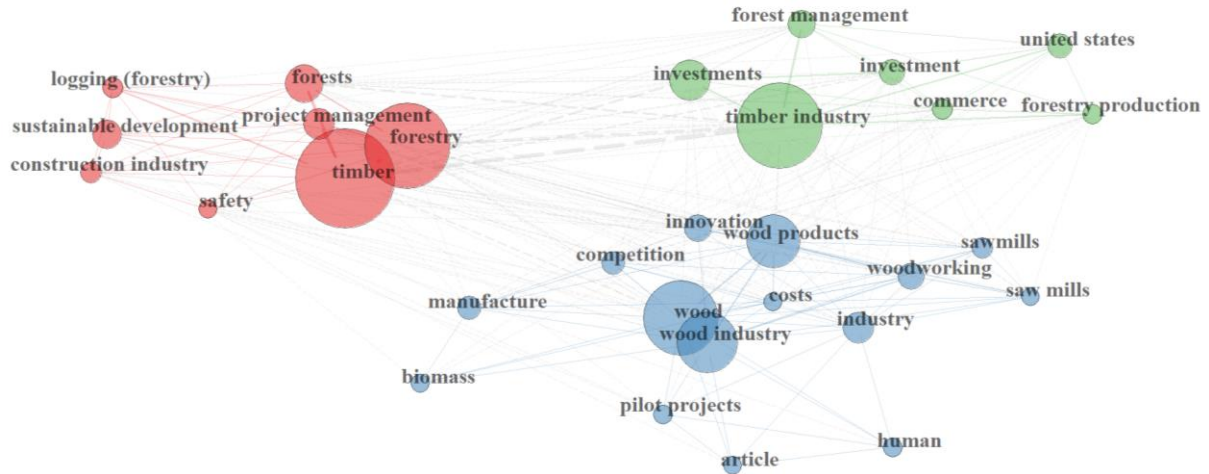 forest management
united states
logging (forestry)
forests
investments
investment
sustainable development
project management
forestry
timber industry
commerce
forestry production
construction industry
timber
safety
innovation
wood products
sawmills
competition
woodworking
manufacture
costs
saw mills
wood
wood industry
industry
biomass
pilot projects
human
article